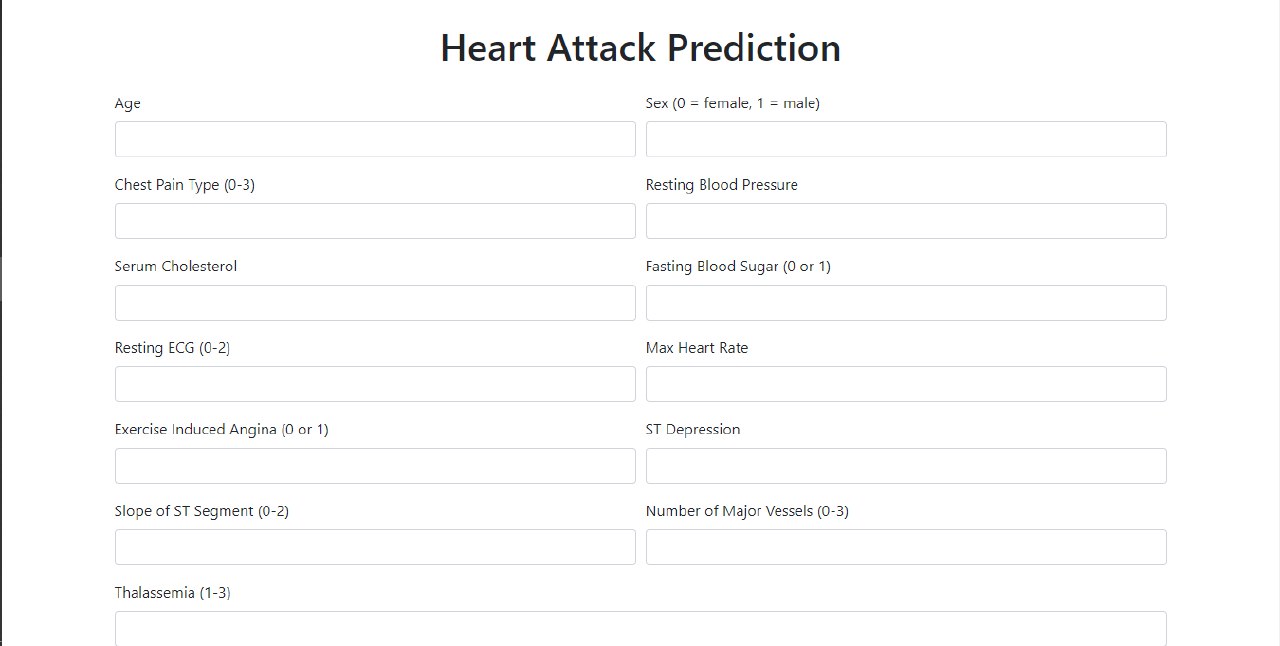 Heart Attack Prediction
Age
Sex (0 = female, 1 = male)
Chest Pain Type (0-3)
Resting Blood Pressure
Serum Cholesterol
Fasting Blood Sugar (0 or 1)
Resting ECG (0-2)
Max Heart Rate
Exercise Induced Angina (0 or 1)
ST Depression
Slope of ST Segment (0-2)
Number of Major Vessels (0-3)
Thalassemia (1-3)